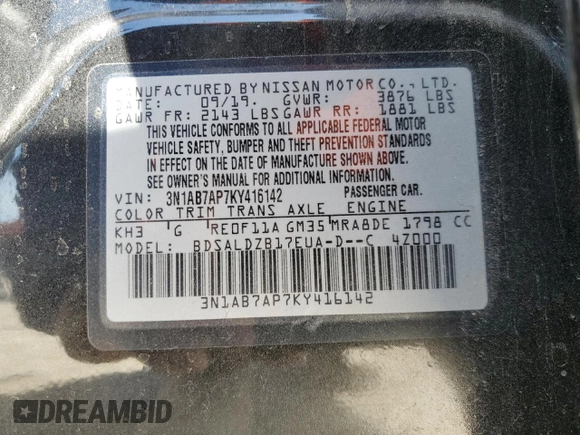 MANUFACTURED BY NISSAN MOTOR CO., LTD.
DATE: 09/19. GVWR: 3876 LBS
GAWR FR: 2143 LBS GAWR RR: 1881 LBS
THIS VEHICLE CONFORMS TO ALL APPLICABLE FEDERAL MOTOR
VEHICLE SAFETY, BUMPER AND THEFT PREVENTION STANDARDS
IN EFFECT ON THE DATE OF MANUFACTURE SHOWN ABOVE.
SEE OWNER'S MANUAL FOR ADDITIONAL INFORMATION
VIN: 3N1AB7AP7KY416142 PASSENGER CAR.
COLOR TRIM TRANS AXLE ENGINE
KH3 G RE0F11A GM35 MRA8DE 1798 CC
MODEL: BDSALDZB17EUA-D--C 4Z000
3N1AB7AP7KY416142
DREAMBID